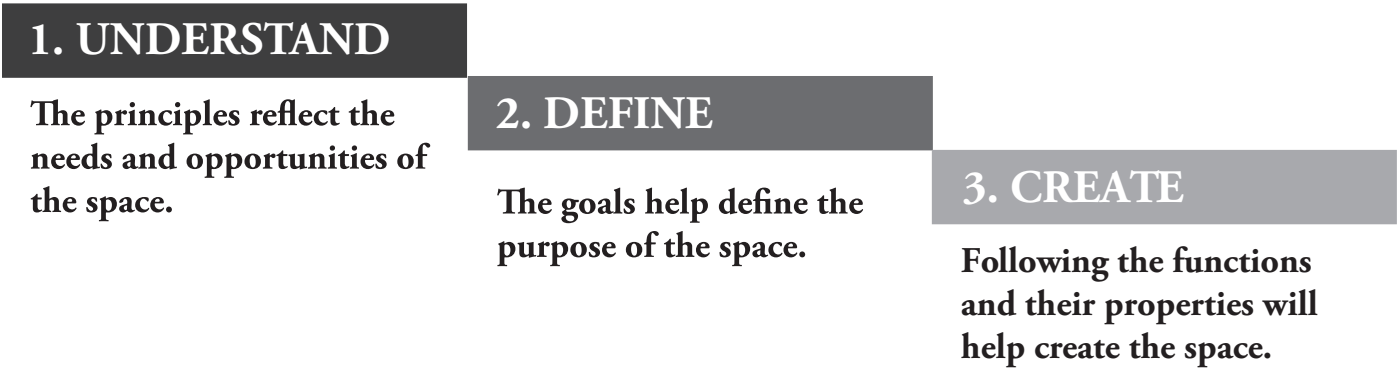 1. UNDERSTAND
The principles reflect the
needs and opportunities of
the space.
2. DEFINE
The goals help define the
purpose of the space.
3. CREATE
Following the functions
and their properties will
help create the space.